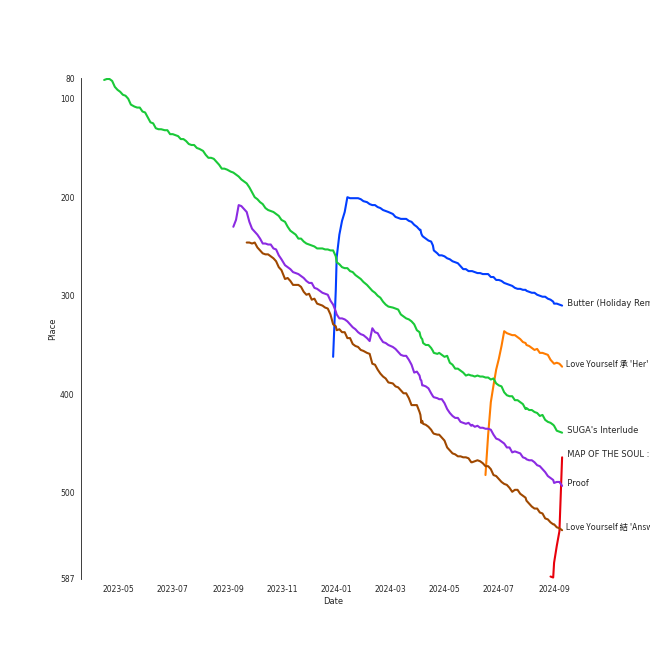 80
100
200
300
400
500
587
Place
2023-05
2023-07
2023-09
2023-11
2024-01
2024-03
2024-05
2024-07
2024-09
Date
Butter (Holiday Rem
Love Yourself 承 'Her'
SUGA's Interlude
MAP OF THE SOUL :
Proof
Love Yourself 結 'Answ